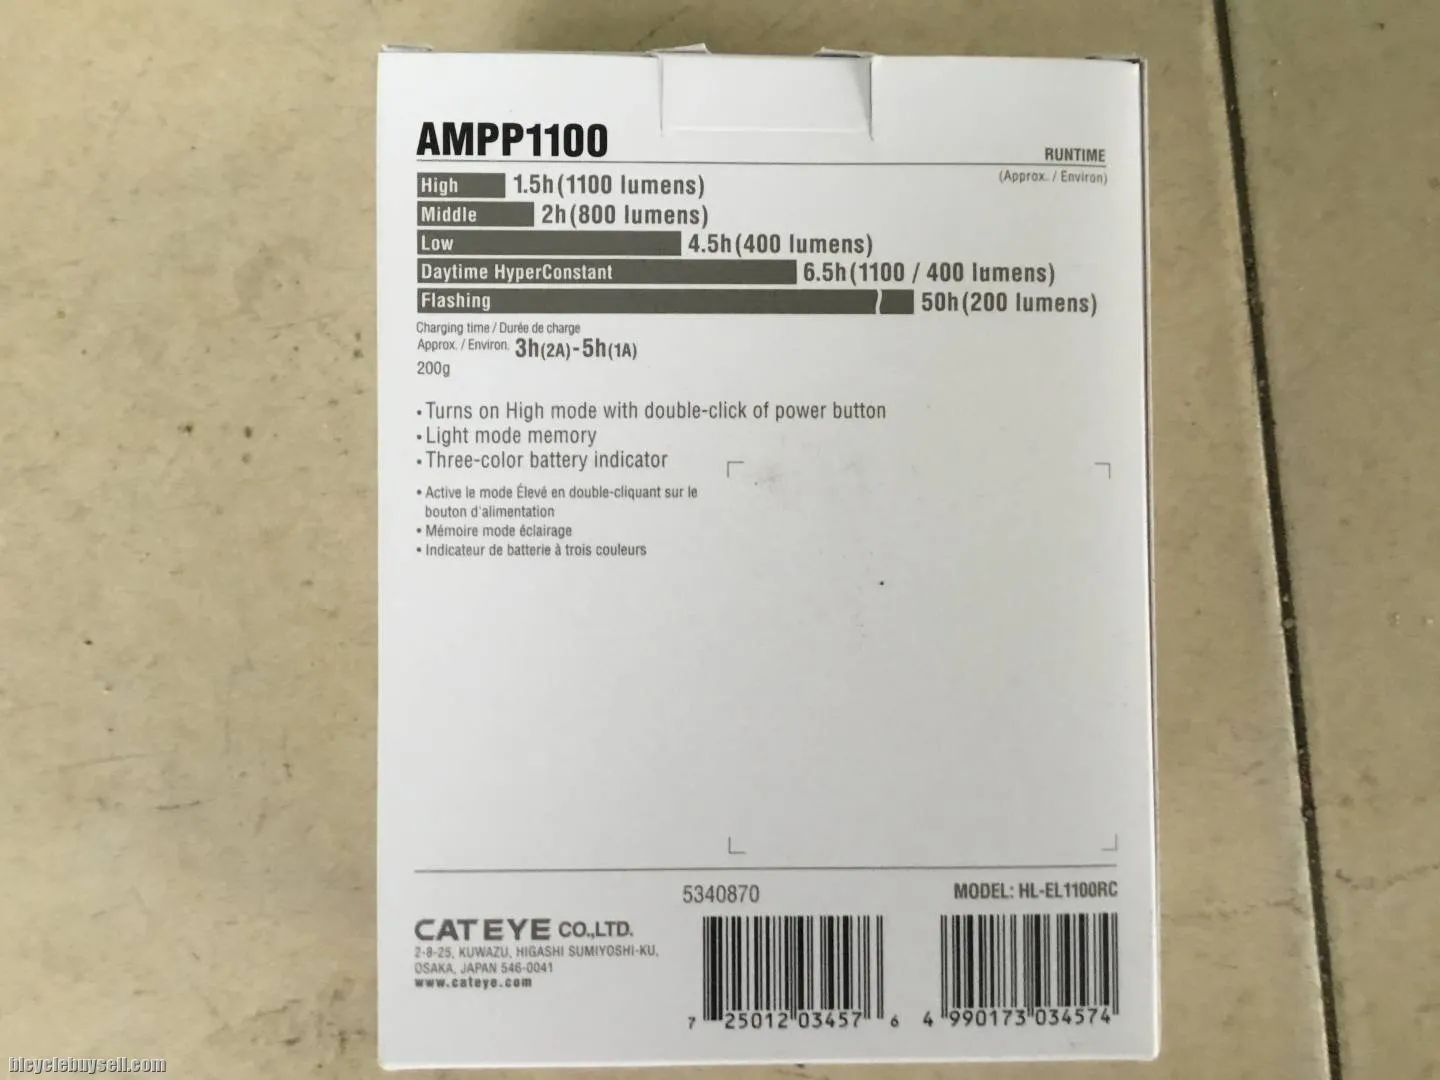 AMPP1100
RUNTIME
(Approx. / Environ)
High 1.5h(1100 lumens)
Middle 2h(800 lumens)
Low 4.5h(400 lumens)
Daytime HyperConstant 6.5h(1100 / 400 lumens)
Flashing 50h(200 lumens)
Charging time / Durée de charge
Approx. / Environ. 3h(2A)-5h(1A)
200g
• Turns on High mode with double-click of power button
• Light mode memory
• Three-color battery indicator
• Active le mode Élevé en double-cliquant sur le
bouton d'alimentation
• Mémoire mode éclairage
• Indicateur de batterie à trois couleurs
5340870
MODEL: HL-EL1100RC
CATEYE CO.,LTD.
2-8-25, KUWAZU, HIGASHI SUMIYOSHI-KU,
OSAKA, JAPAN 546-0041
www.cateye.com
7 25012 03457 6
4 990173 034574
bicyclebuysell.com